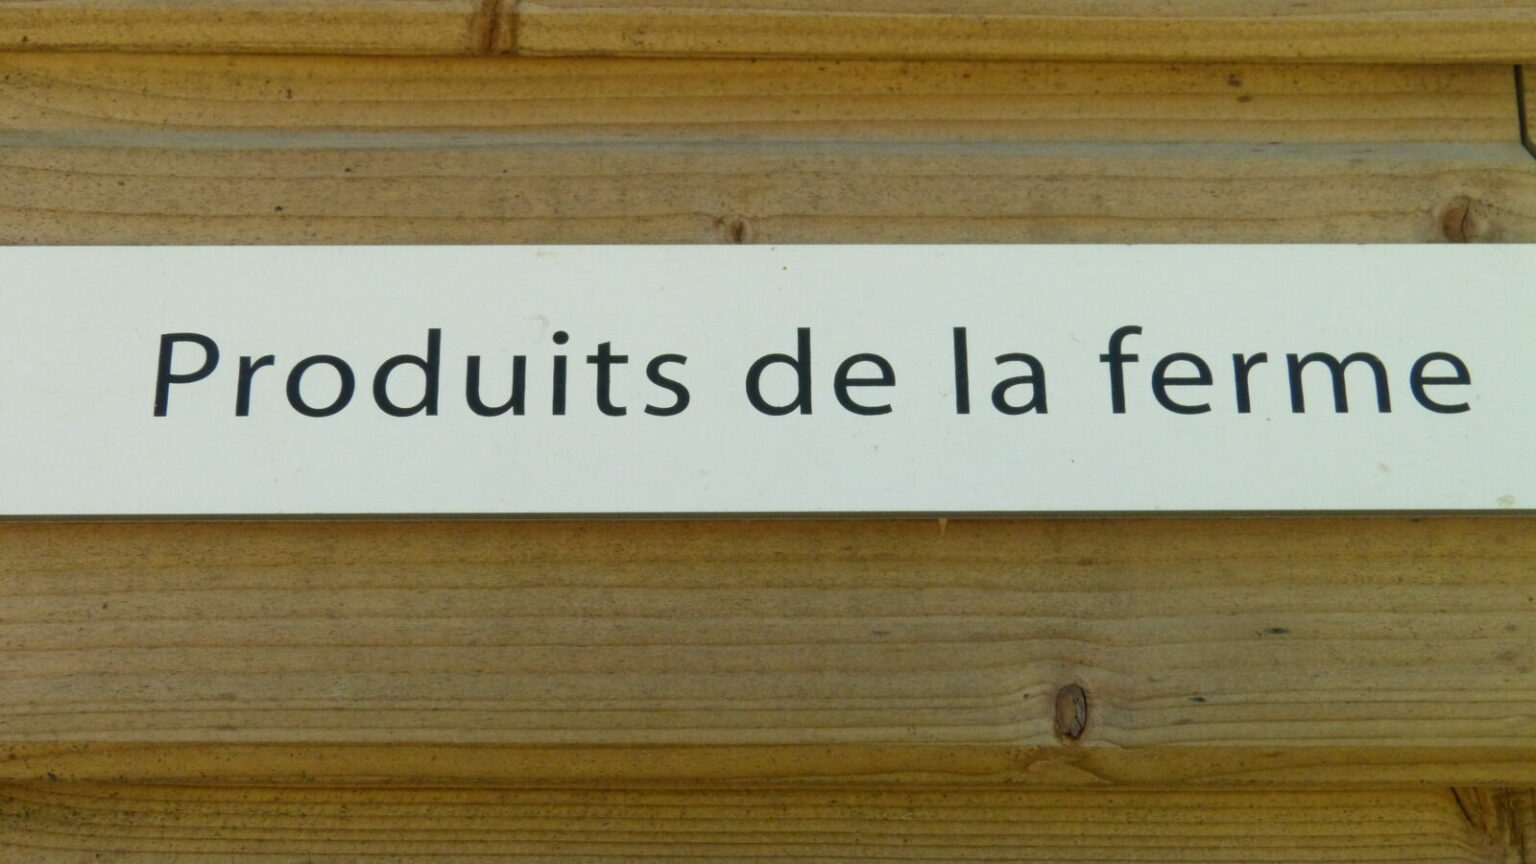 Produits de la ferme